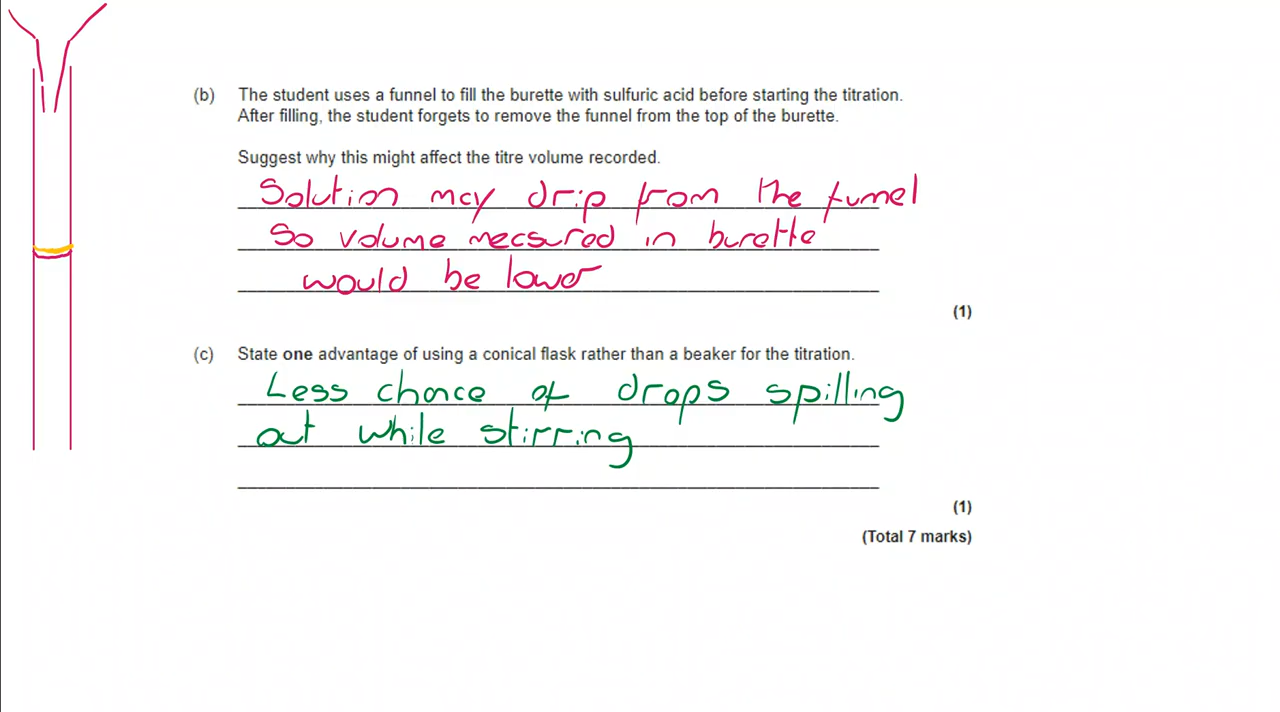 (b) The student uses a funnel to fill the burette with sulfuric acid before starting the titration.
After filling, the student forgets to remove the funnel from the top of the burette.
Suggest why this might affect the titre volume recorded.
Solution may drip from the funnel
So volume measured in burette
would be lower
(1)
(c) State one advantage of using a conical flask rather than a beaker for the titration.
Less chance of drops spilling
out while stirring
(1)
(Total 7 marks)